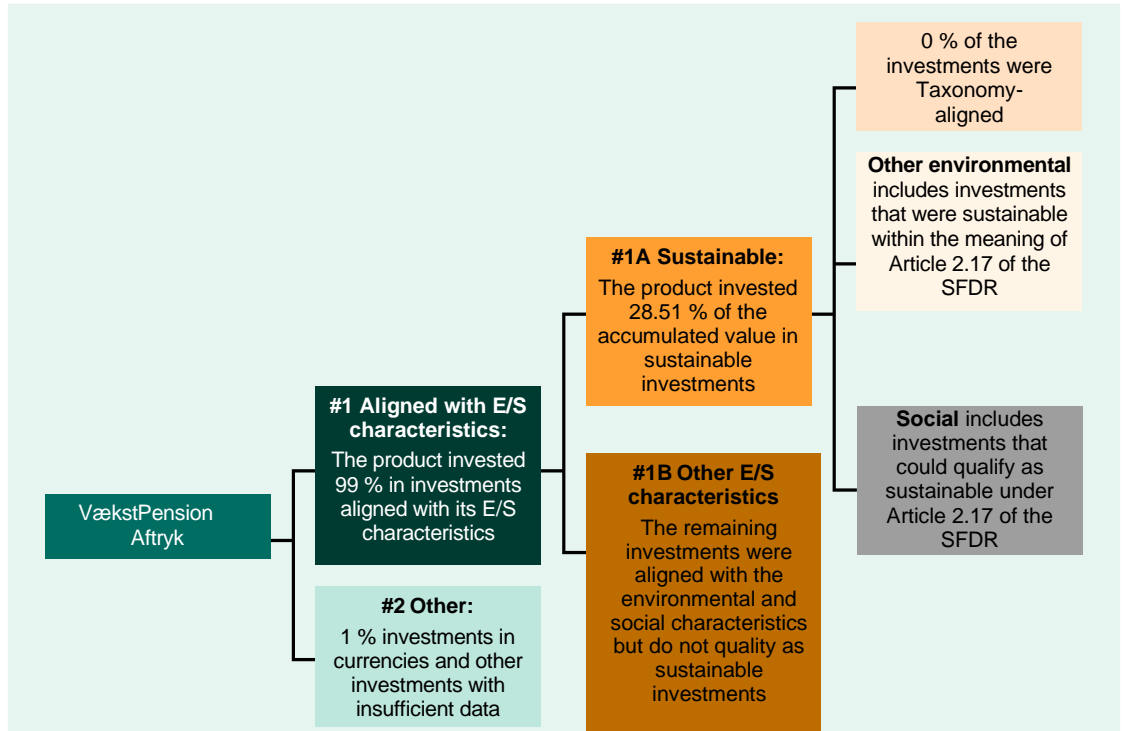 VækstPension
Aftryk
#1 Aligned with E/S
characteristics:
The product invested
99 % in investments
aligned with its E/S
characteristics
#2 Other:
1 % investments in
currencies and other
investments with
insufficient data
#1A Sustainable:
The product invested
28.51 % of the
accumulated value in
sustainable
investments
#1B Other E/S
characteristics
The remaining
investments were
aligned with the
environmental and
social characteristics
but do not quality as
sustainable
investments
0 % of the
investments were
Taxonomy-
aligned
Other environmental
includes investments
that were sustainable
within the meaning of
Article 2.17 of the
SFDR
Social includes
investments that
could qualify as
sustainable under
Article 2.17 of the
SFDR